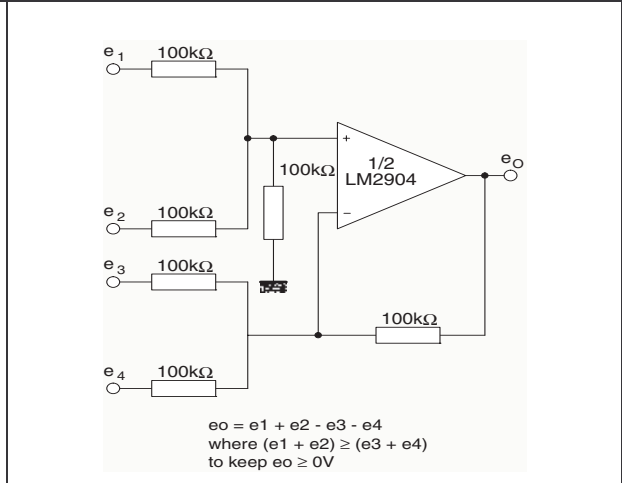 e1
100kΩ
+
1/2
LM2904
100kΩ
eO
e2
100kΩ
−
e3
100kΩ
100kΩ
e4
100kΩ
eo = e1 + e2 - e3 - e4
where (e1 + e2) ≥ (e3 + e4)
to keep eo ≥ 0V